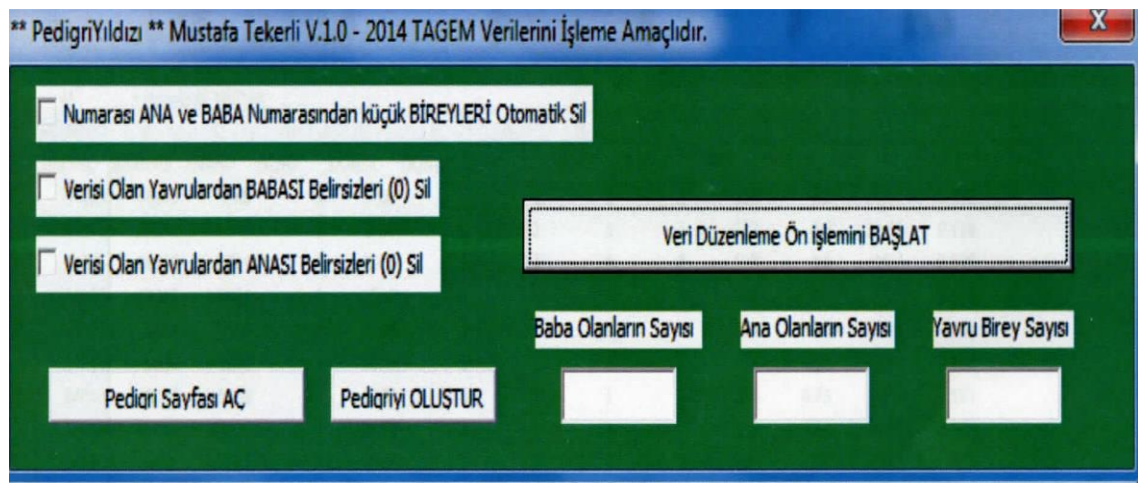 ** PedigriYıldızı ** Mustafa Tekerli V.1.0 - 2014 TAGEM Verilerini İşleme Amaçlıdır.
X
Numarası ANA ve BABA Numarasından küçük BİREYLERİ Otomatik Sil
Verisi Olan Yavrulardan BABASI Belirsizleri (0) Sil
Verisi Olan Yavrulardan ANASI Belirsizleri (0) Sil
Veri Düzenleme Ön işlemini BAŞLAT
Baba Olanların Sayısı
Ana Olanların Sayısı
Yavru Birey Sayısı
Pedigri Sayfası AÇ
Pedigriyi OLUŞTUR